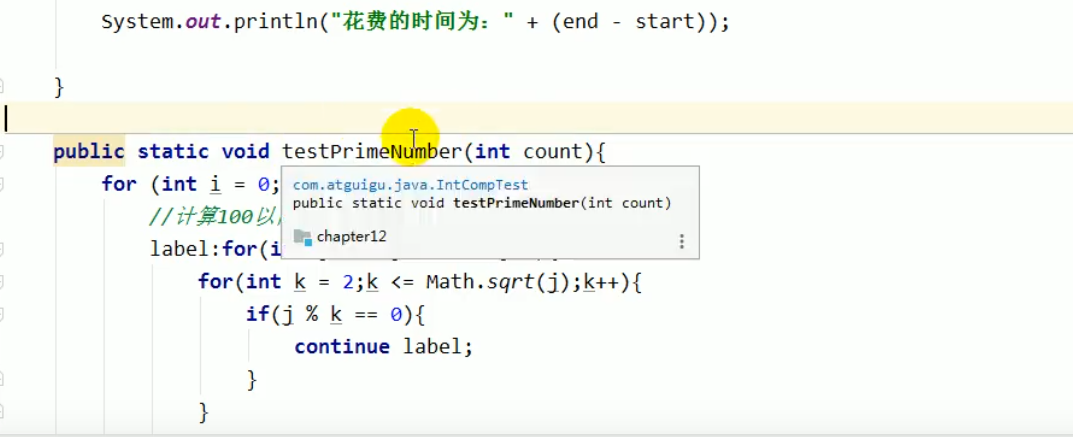 System.out.println("花费的时间为：" + (end - start));
}
public static void testPrimeNumber(int count){
for (int i = 0;
com.atguigu.java.IntCompTest
public static void testPrimeNumber(int count)
chapter12
//计算100以
label:for(i
for(int k = 2;k <= Math.sqrt(j);k++){
if(j % k == 0){
continue label;
}
}